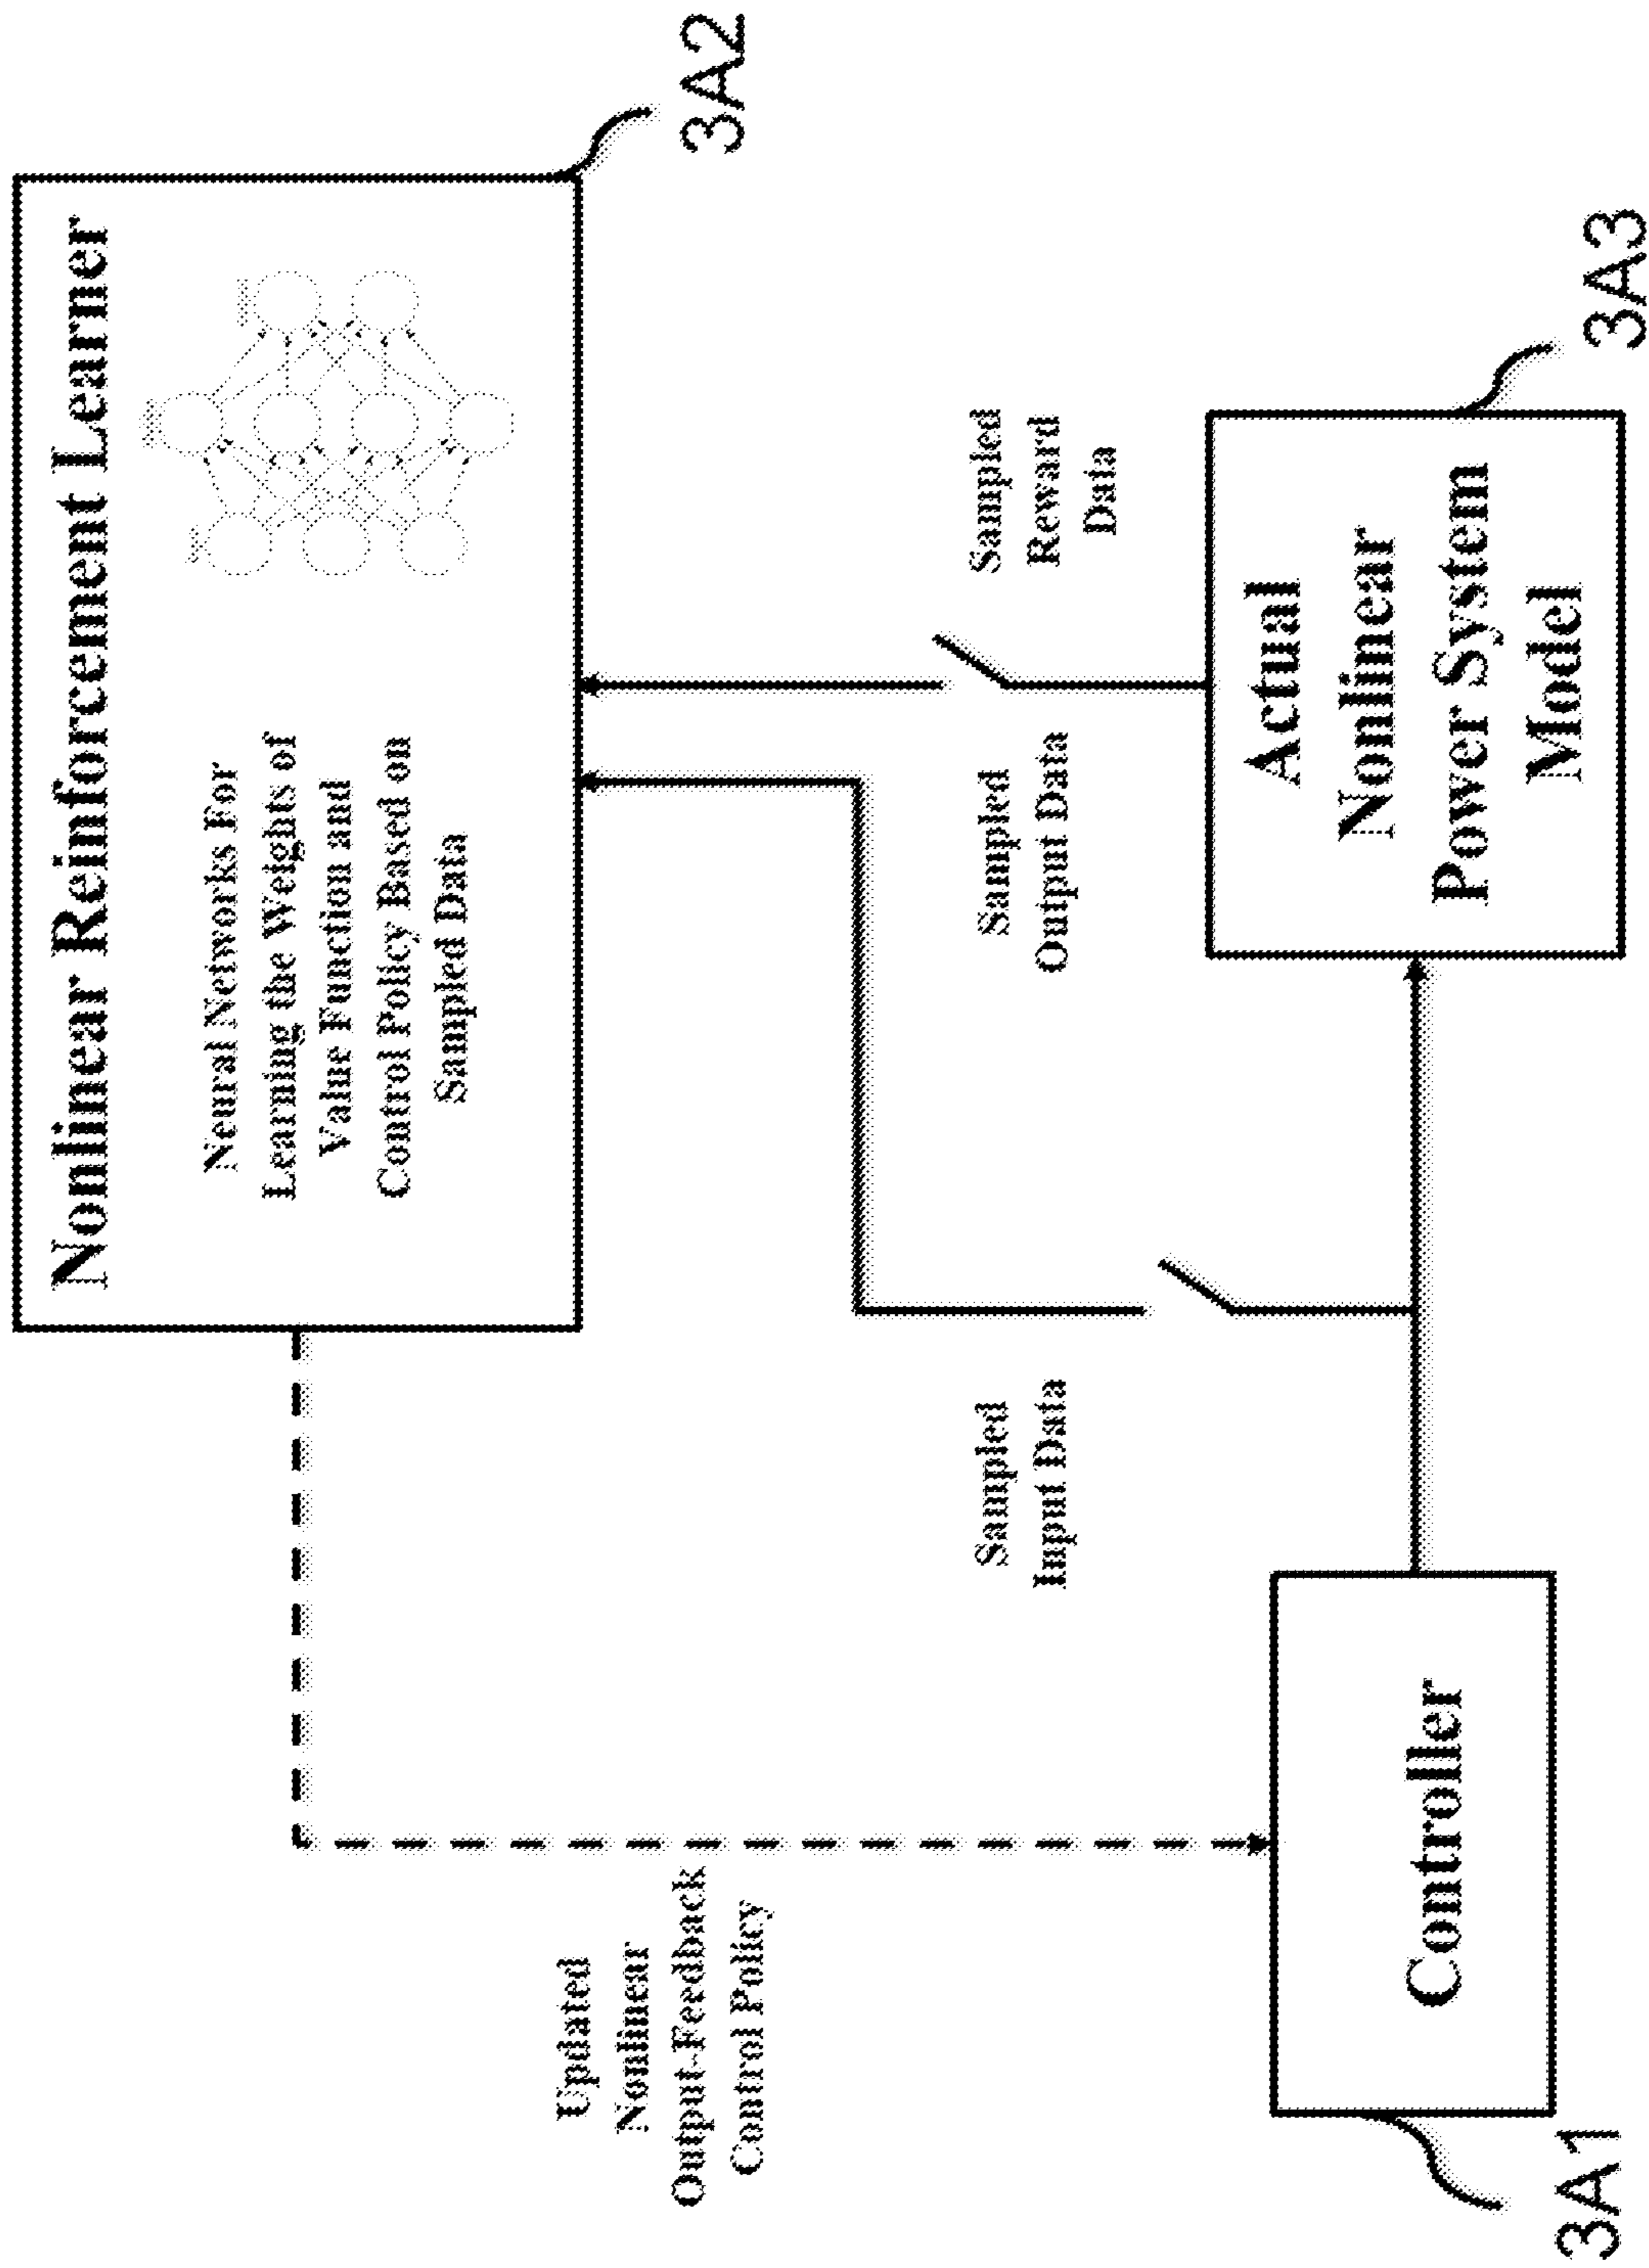 Nonlinear Reinforcement Learner
Neural Networks For
Learning the Weights of
Value Function and
Control Policy Based on
Sampled Data
3A2
Updated
Nonlinear
Output-Feedback
Control Policy
Sampled
Input Data
Sampled
Output Data
Sampled
Reward
Data
Controller
3A1
Actual
Nonlinear
Power System
Model
3A3